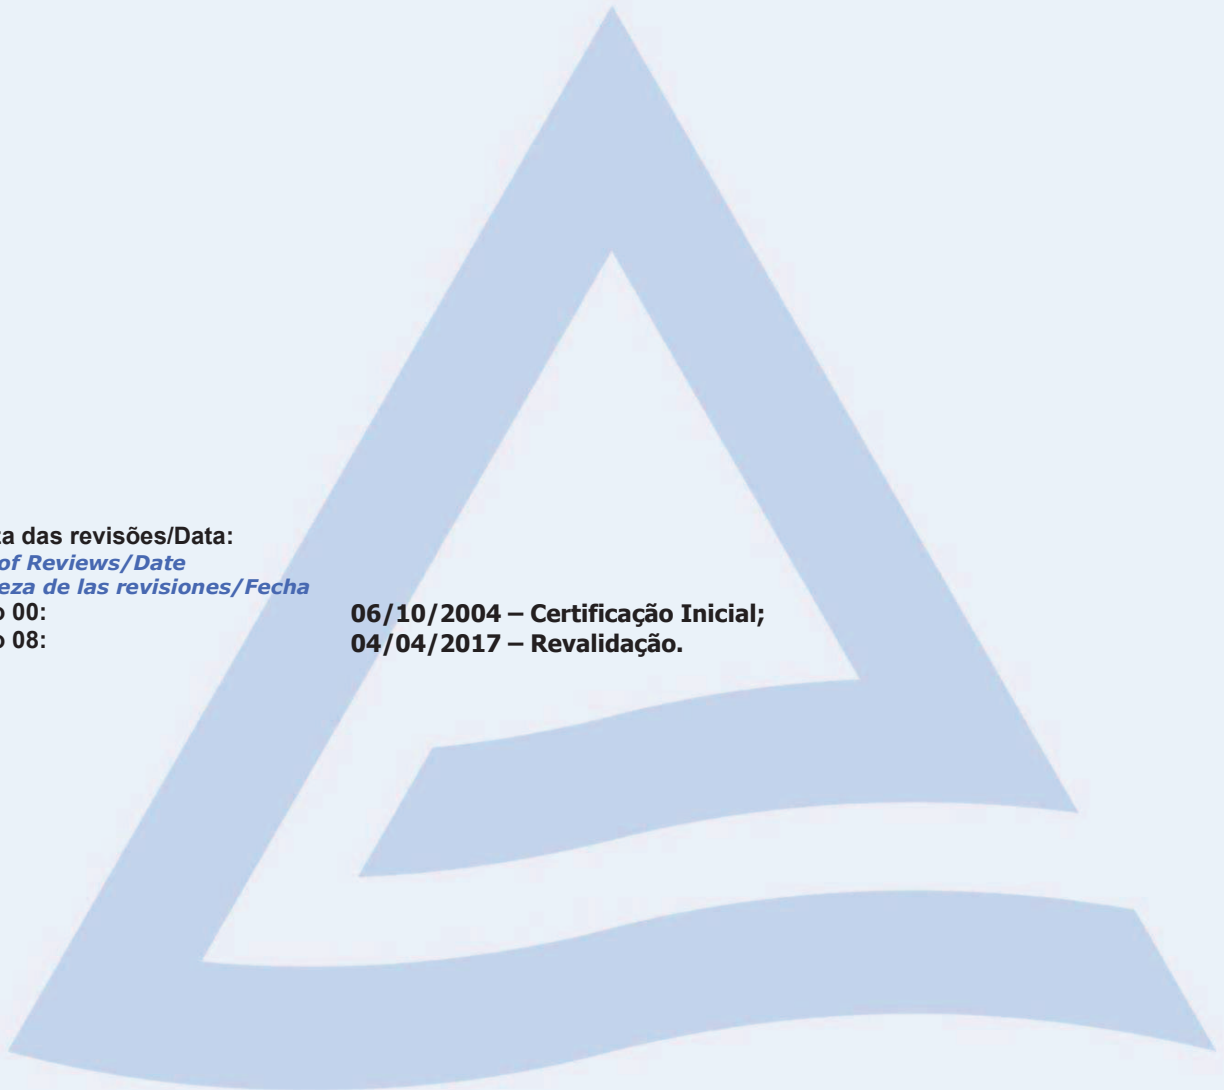 za das revisões/Data:
of Reviews/Date
eza de las revisiones/Fecha
o 00: 06/10/2004 – Certificação Inicial;
o 08: 04/04/2017 – Revalidação.